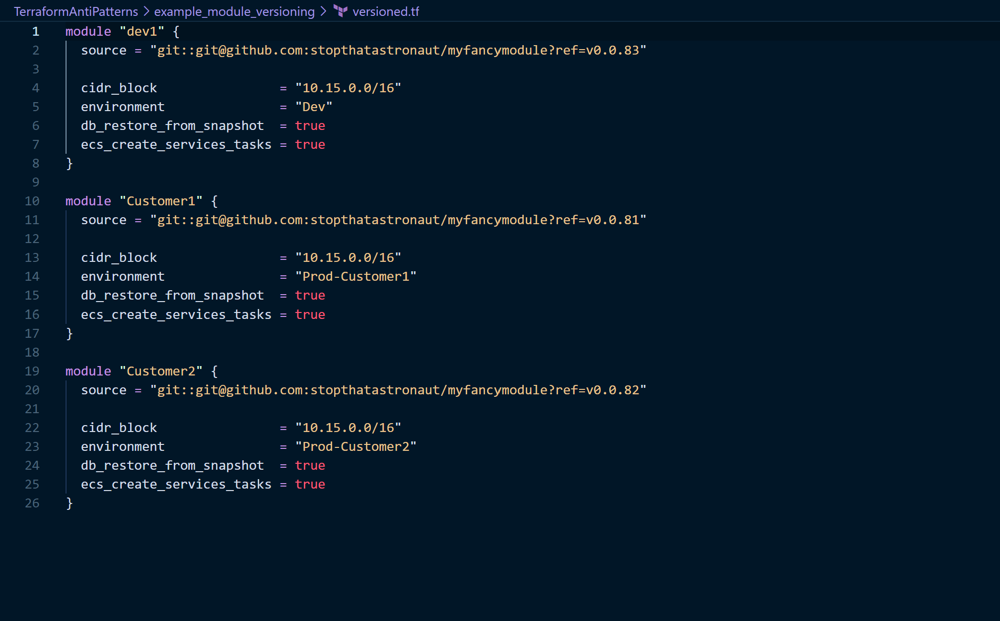 TerraformAntiPatterns > example_module_versioning > versioned.tf
1 module "dev1" {
2   source = "git::git@github.com:stopthatastronaut/myfancymodule?ref=v0.0.83"
3
4   cidr_block                = "10.15.0.0/16"
5   environment               = "Dev"
6   db_restore_from_snapshot  = true
7   ecs_create_services_tasks = true
8 }
9
10 module "Customer1" {
11   source = "git::git@github.com:stopthatastronaut/myfancymodule?ref=v0.0.81"
12
13   cidr_block                = "10.15.0.0/16"
14   environment               = "Prod-Customer1"
15   db_restore_from_snapshot  = true
16   ecs_create_services_tasks = true
17 }
18
19 module "Customer2" {
20   source = "git::git@github.com:stopthatastronaut/myfancymodule?ref=v0.0.82"
21
22   cidr_block                = "10.15.0.0/16"
23   environment               = "Prod-Customer2"
24   db_restore_from_snapshot  = true
25   ecs_create_services_tasks = true
26 }